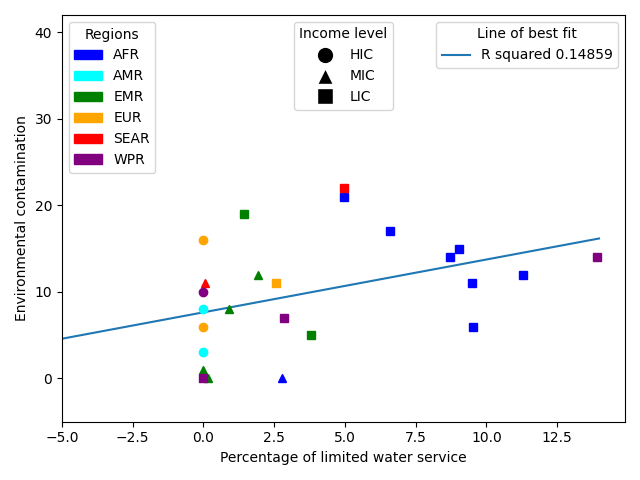 Regions
AFR
AMR
EMR
EUR
SEAR
WPR
Income level
HIC
MIC
LIC
Line of best fit
R squared 0.14859
Environmental contamination
40
30
20
10
0
−5.0 −2.5 0.0 2.5 5.0 7.5 10.0 12.5
Percentage of limited water service